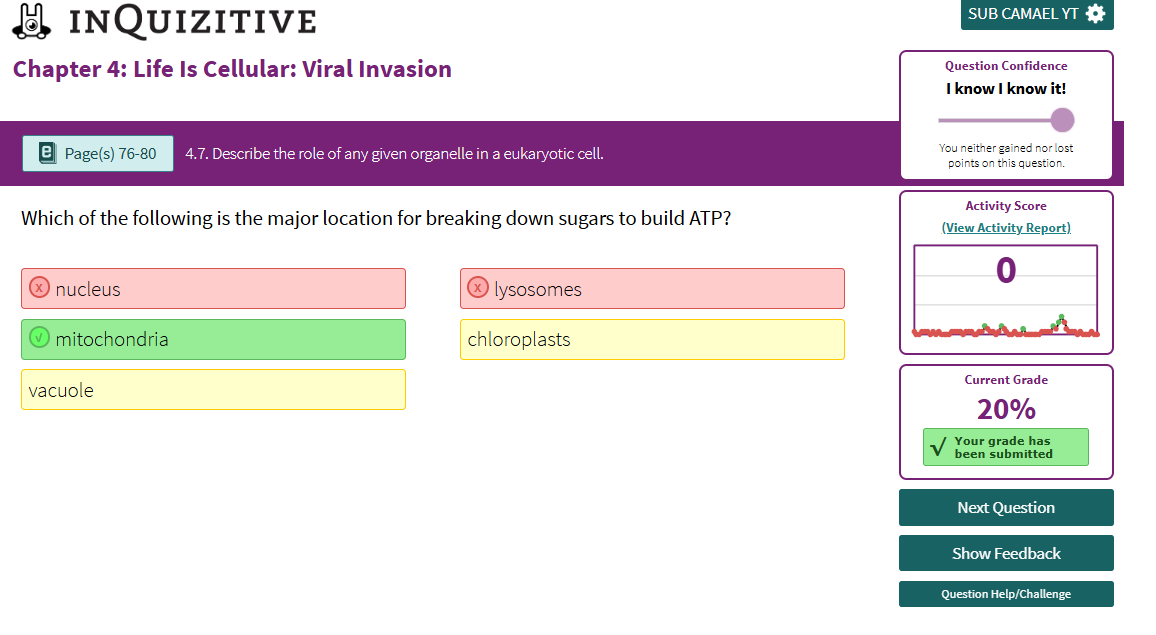 INQUIZITIVE
SUB CAMAEL YT
Chapter 4: Life Is Cellular: Viral Invasion
Question Confidence
I know I know it!
You neither gained nor lost
points on this question.
e Page(s) 76-80
4.7. Describe the role of any given organelle in a eukaryotic cell.
Which of the following is the major location for breaking down sugars to build ATP?
x nucleus
x lysosomes
√ mitochondria
chloroplasts
vacuole
Activity Score
(View Activity Report)
0
Current Grade
20%
√ Your grade has
been submitted
Next Question
Show Feedback
Question Help/Challenge